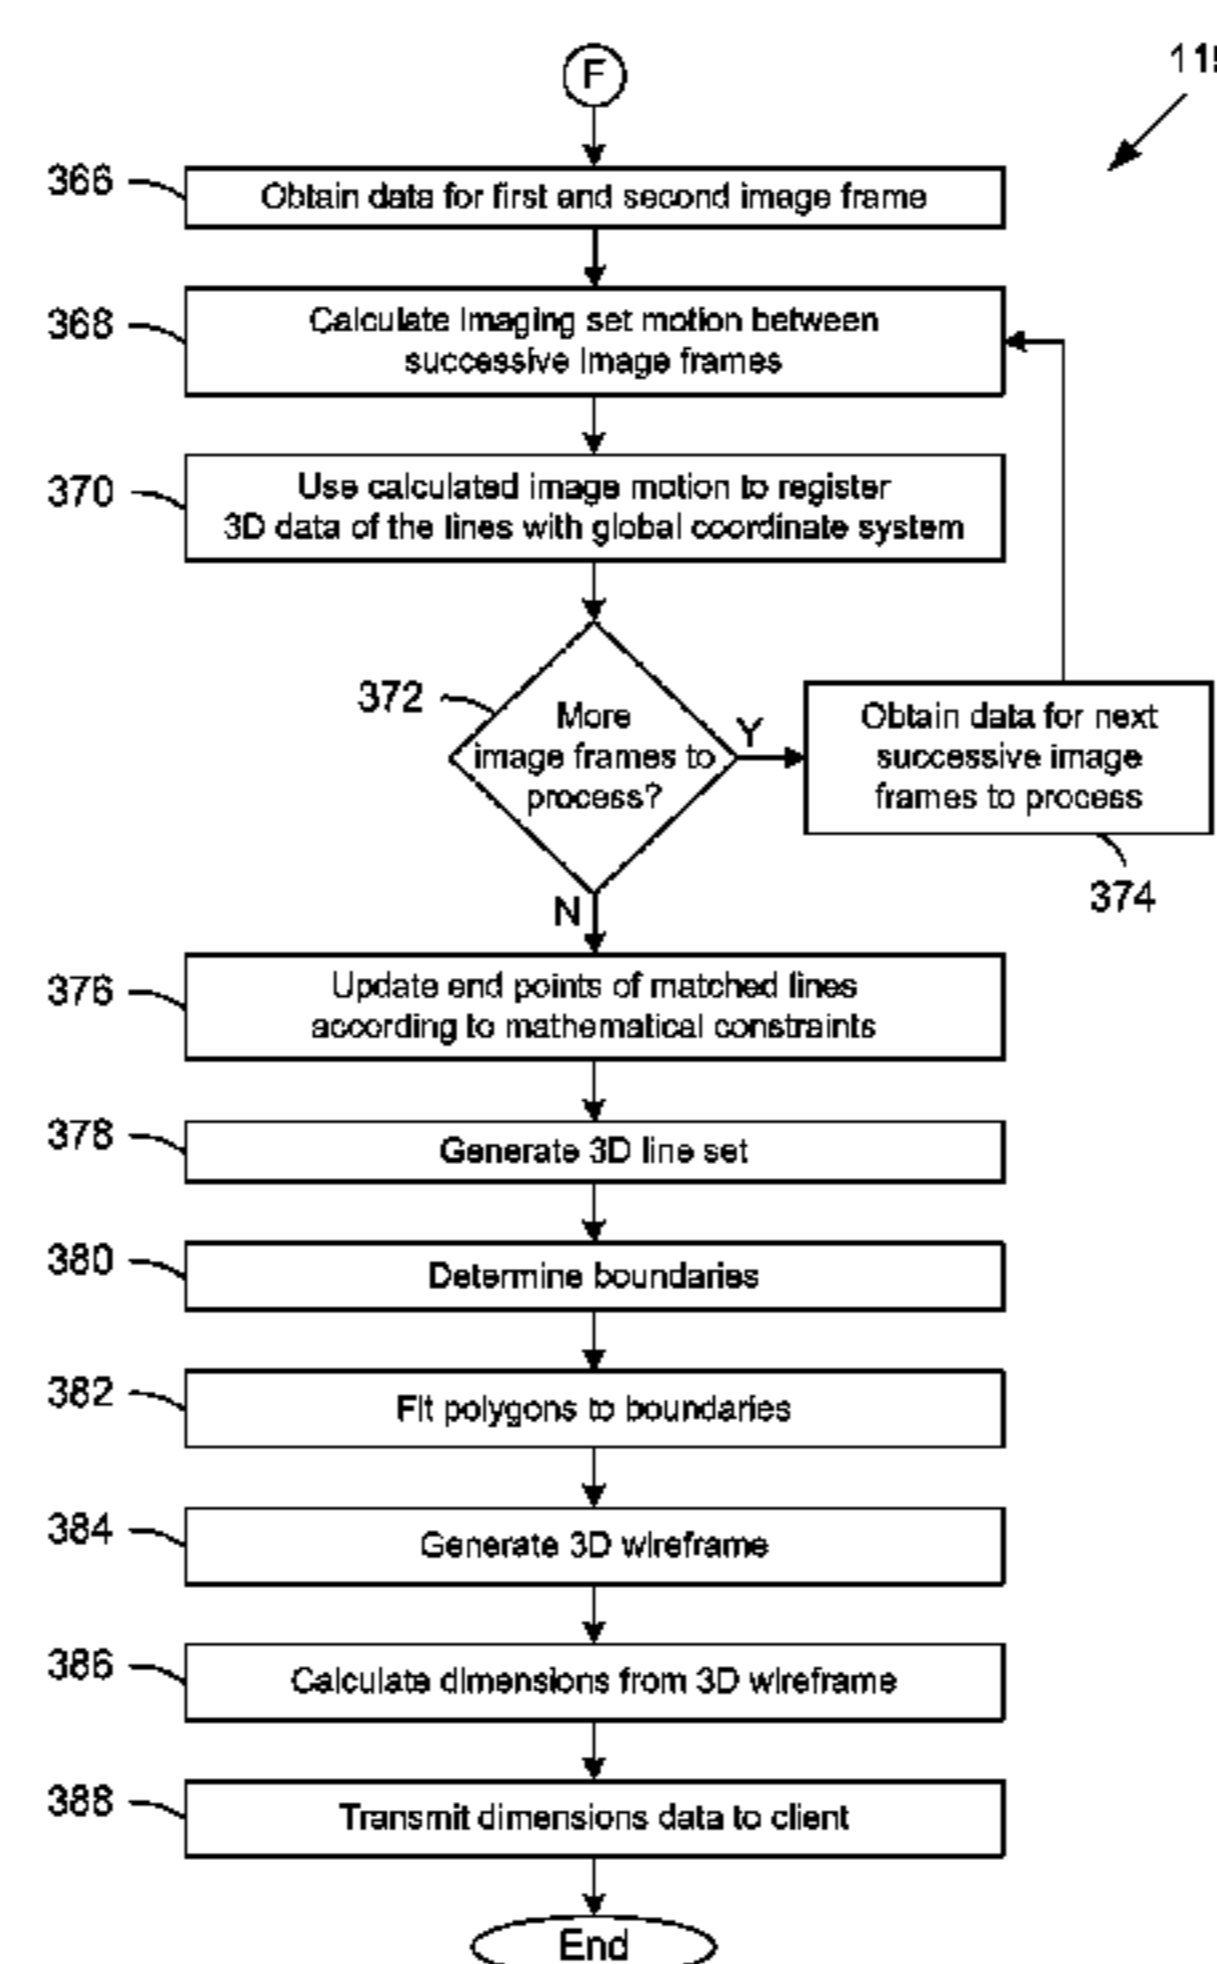 F
366
Obtain data for first and second image frame
368
Calculate imaging set motion between
successive image frames
370
Use calculated image motion to register
3D data of the lines with global coordinate system
372
More
image frames to
process?
Y
Obtain data for next
successive image
frames to process
374
N
376
Update end points of matched lines
according to mathematical constraints
378
Generate 3D line set
380
Determine boundaries
382
Fit polygons to boundaries
384
Generate 3D wireframe
386
Calculate dimensions from 3D wireframe
388
Transmit dimensions data to client
End